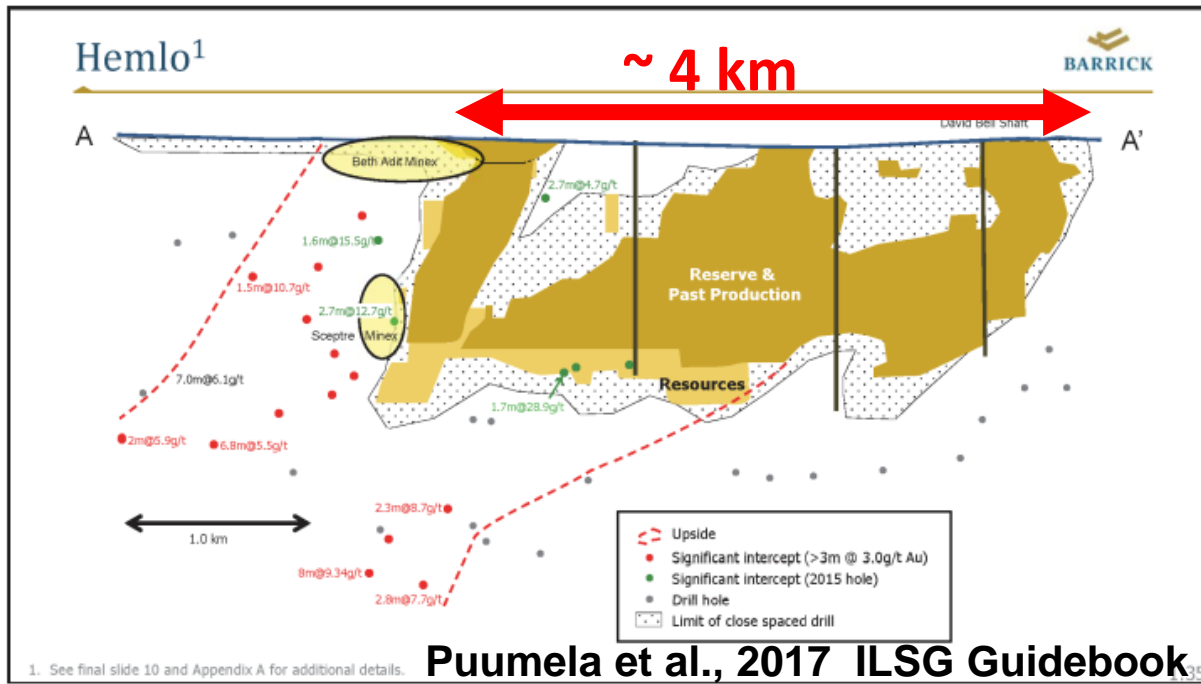 Hemlo1
~ 4 km
BARRICK
A
David Bell Shaft
A'
Beth Adit Minex
2.7m@4.7g/t
1.6m@15.5g/t
1.5m@10.7g/t
Reserve &
Past Production
2.7m@12.7g/t
Sceptre Minex
7.0m@6.1g/t
Resources
1.7m@28.9g/t
2m@5.9g/t
6.8m@5.5g/t
2.3m@8.7g/t
1.0 km
8m@9.34g/t
2.8m@7.7g/t
Upside
Significant intercept (>3m @ 3.0g/t Au)
Significant intercept (2015 hole)
Drill hole
Limit of close spaced drill
1. See final slide 10 and Appendix A for additional details.
Puumela et al., 2017 ILSG Guidebook